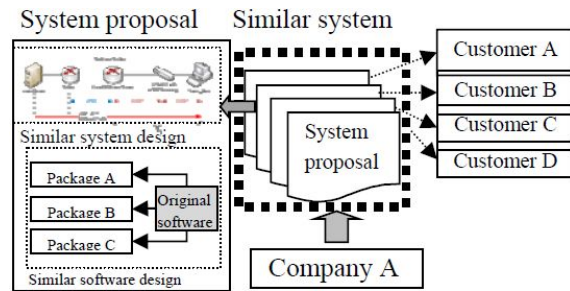 System proposal
Similar system
Similar system design
Package A
Package B
Package C
Original
software
Similar software design
System
proposal
Company A
Customer A
Customer B
Customer C
Customer D